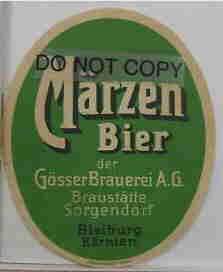 DO NOT COPY
Märzen
Bier
der
Gösser Brauerei A.G.
Braustätte
Sorgendorf
Bleiburg
Kärnten